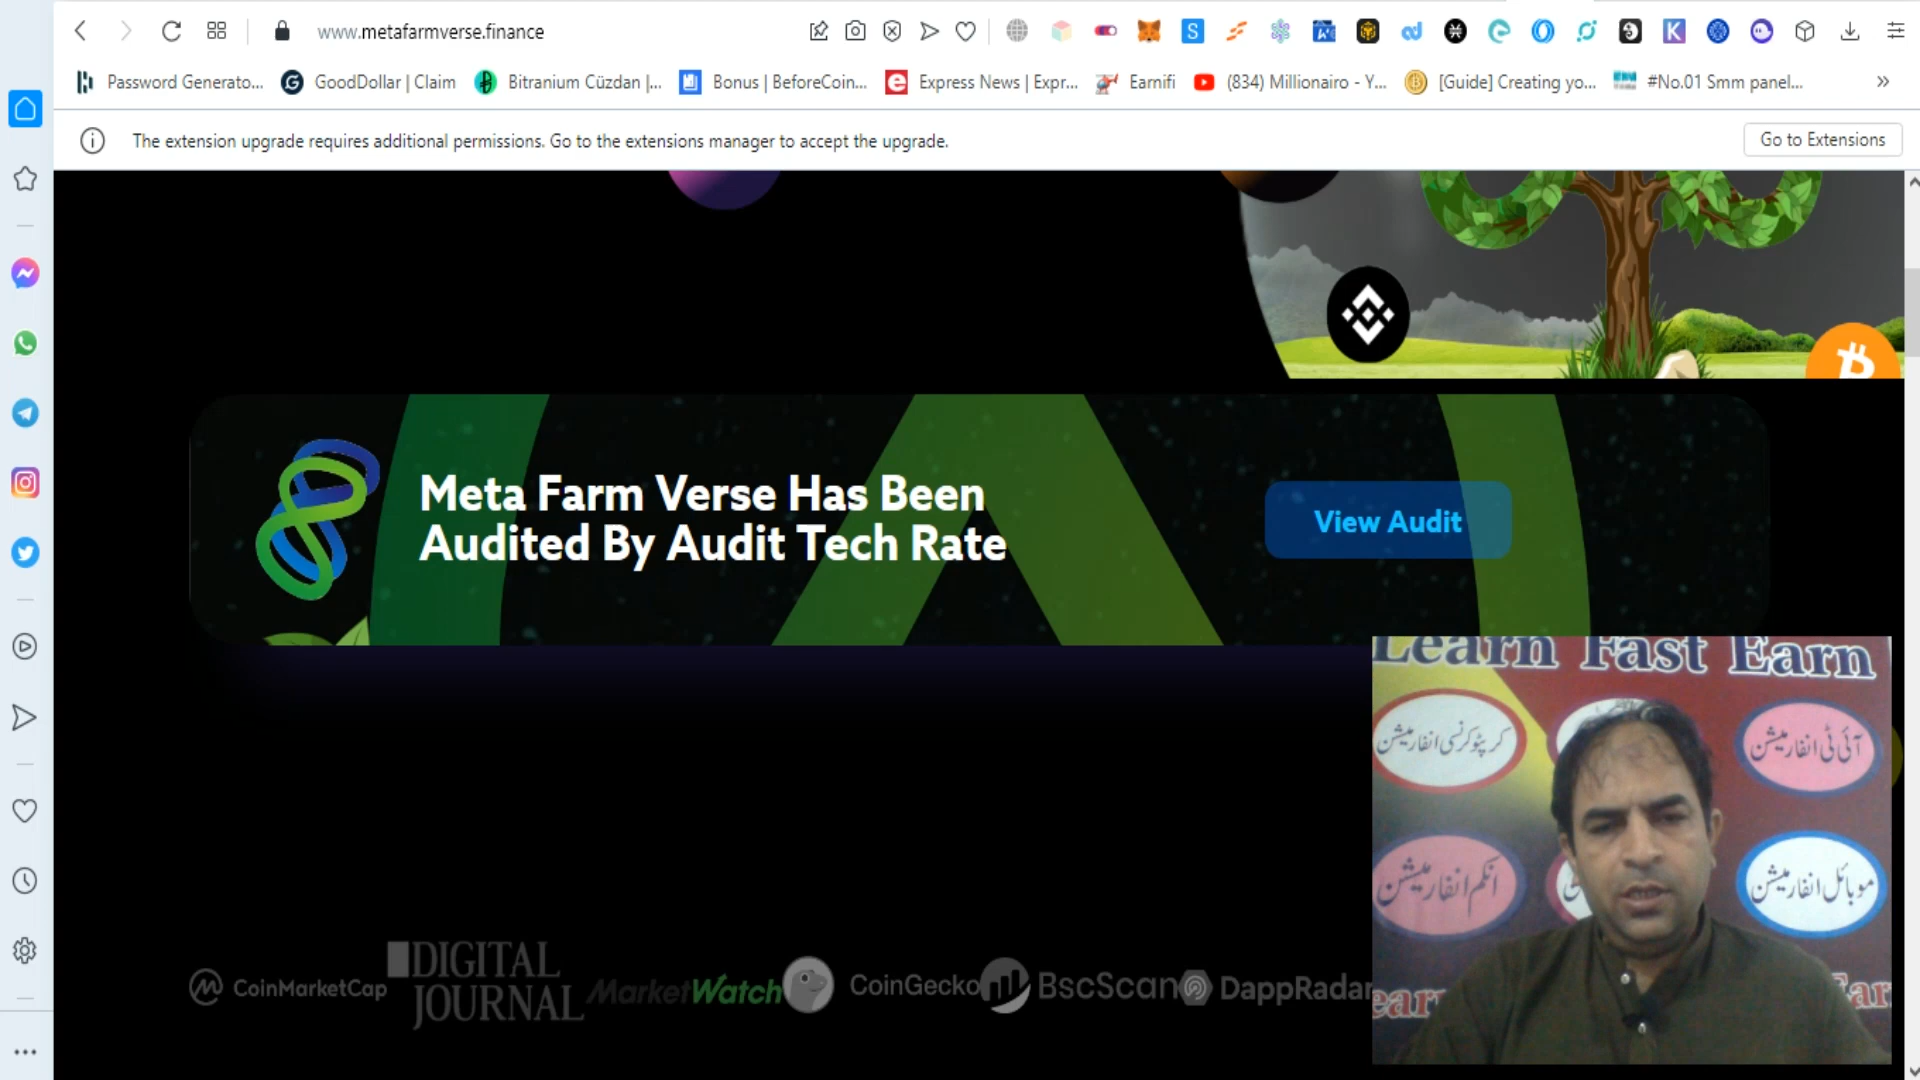 www.metafarmverse.finance
Password Generato...
GoodDollar | Claim
Bitranium Cüzdan |...
Bonus | BeforeCoin...
Express News | Expr...
Earnifi
(834) Millionairo - Y...
[Guide] Creating yo...
#No.01 Smm panel...
The extension upgrade requires additional permissions. Go to the extensions manager to accept the upgrade.
Go to Extensions
Meta Farm Verse Has Been
Audited By Audit Tech Rate
View Audit
Learn Fast Earn
کرپٹو کرنسی انفارمیشن
آئی ٹی انفارمیشن
انکم انفارمیشن
موبائل انفارمیشن
CoinMarketCap
DIGITAL
JOURNAL
MarketWatch
CoinGecko
BscScan
DappRadar